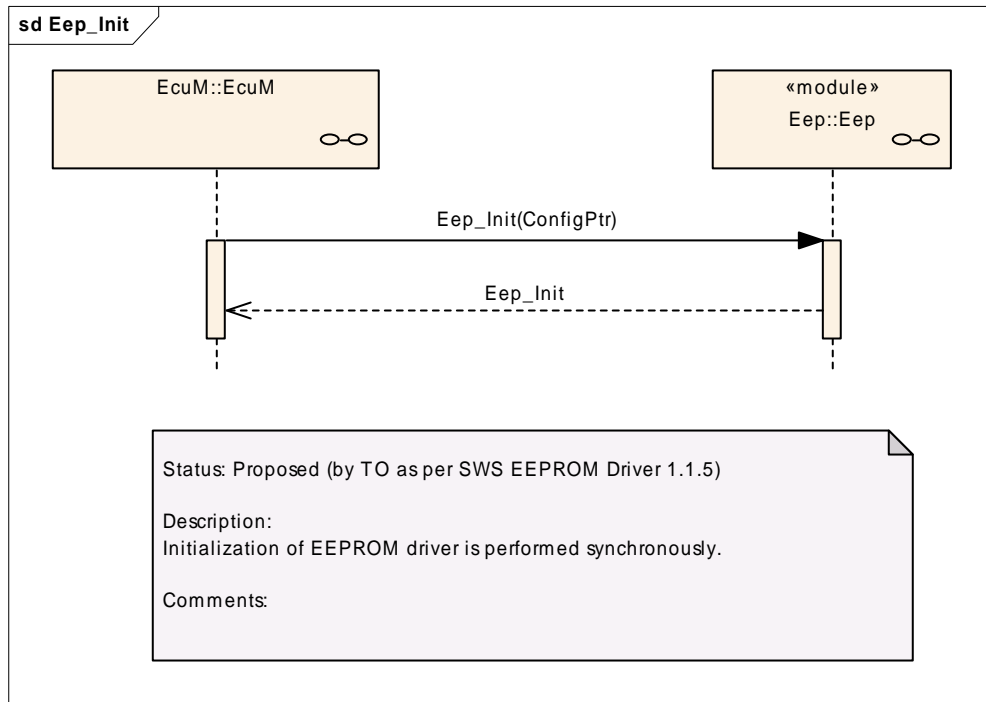 sd Eep_Init
EcuM::EcuM
«module»
Eep::Eep
Eep_Init(ConfigPtr)
Eep_Init
Status: Proposed (by TO as per SWS EEPROM Driver 1.1.5)
Description:
Initialization of EEPROM driver is performed synchronously.
Comments: